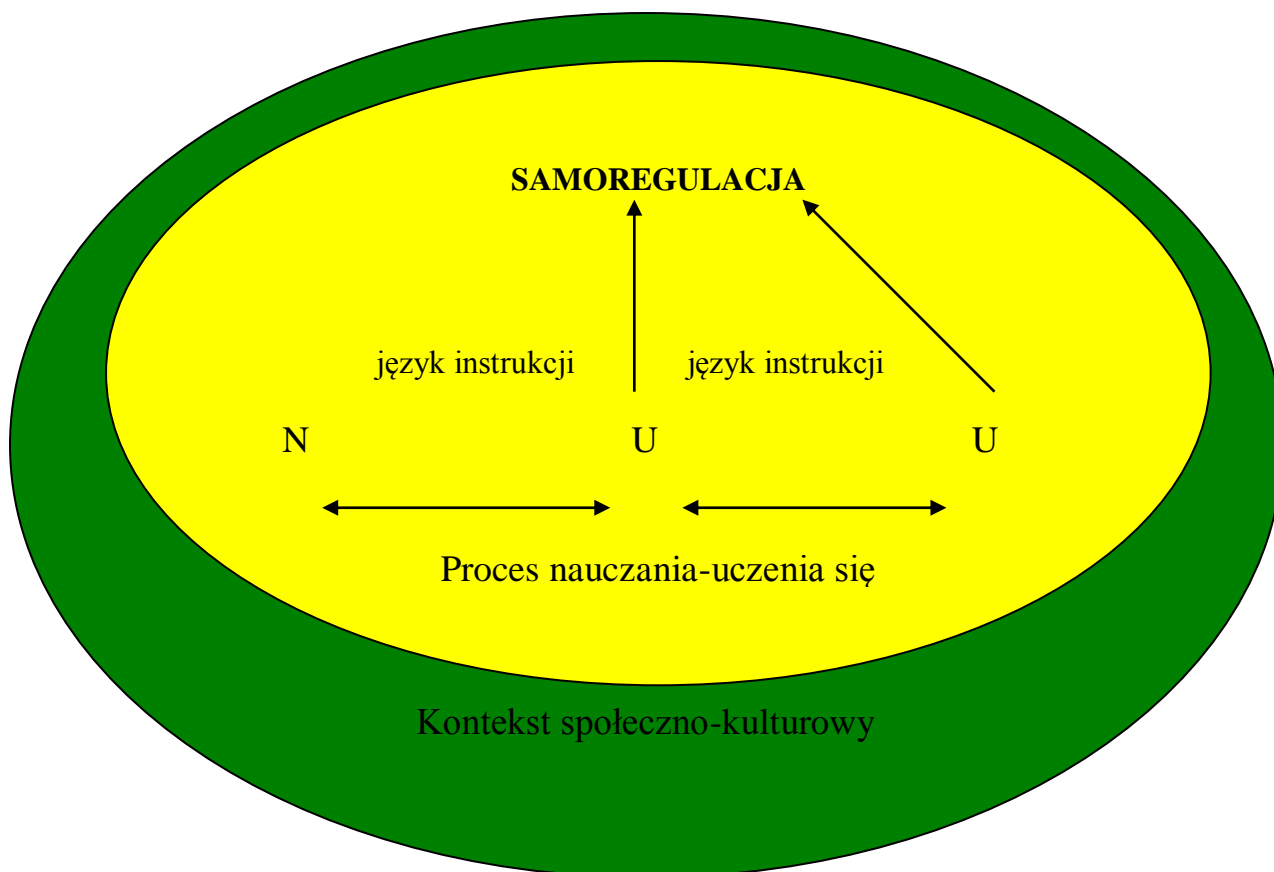 SAMOREGULACJA
język instrukcji język instrukcji
N U U
Proces nauczania-uczenia się
Kontekst społeczno-kulturowy